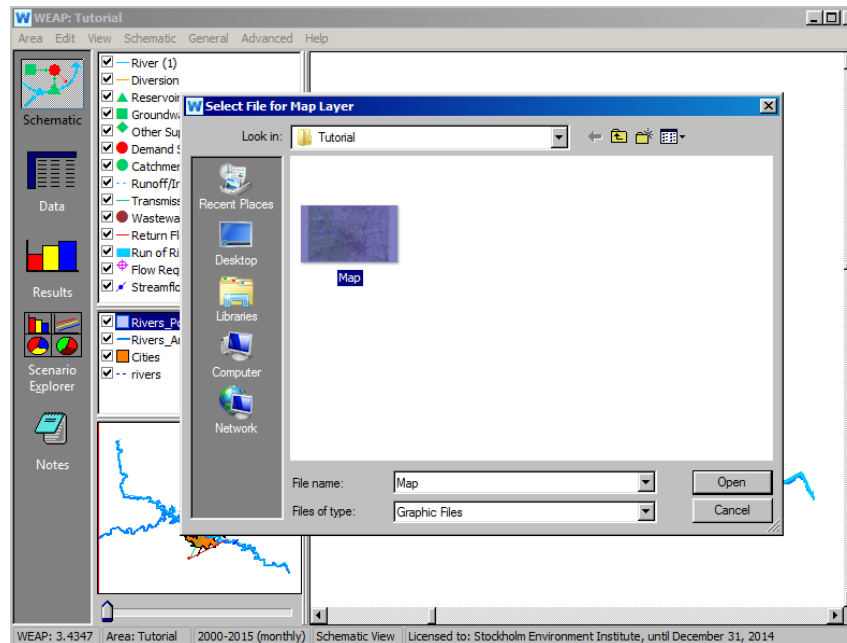 WEAP: Tutorial
Area Edit View Schematic General Advanced Help
Schematic
Data
Results
Scenario
Explorer
Notes
River (1)
Diversion
Reservoir
Groundwa
Other Sup
Demand S
Catchmen
Runoff/In
Transmiss
Wastewa
Return Fl
Run of Ri
Flow Req
Streamflo
Rivers_Po
Rivers_Ar
Cities
rivers
Select File for Map Layer
Look in: Tutorial
Recent Places
Desktop
Libraries
Computer
Network
Map
File name: Map Open
Files of type: Graphic Files Cancel
WEAP: 3.4347 Area: Tutorial 2000-2015 (monthly) Schematic View Licensed to: Stockholm Environment Institute, until December 31, 2014